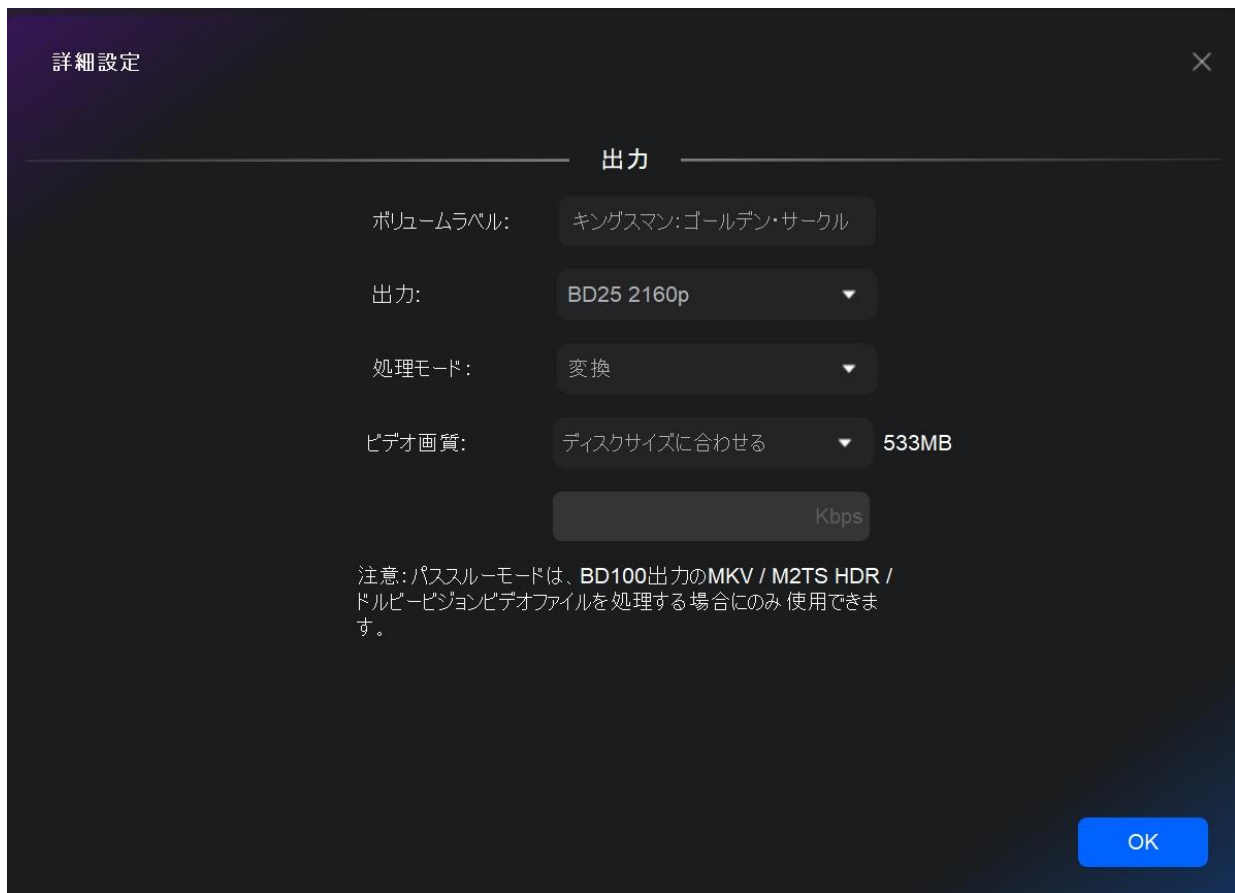 詳細設定
出力
ボリュームラベル: キングスマン:ゴールデン・サークル
出力: BD25 2160p
処理モード: 変換
ビデオ画質: ディスクサイズに合わせる 533MB
Kbps
注意:パススルーモードは、BD100出力のMKV / M2TS HDR /
ドルビービジョンビデオファイルを処理する場合にのみ 使用できま
す。
OK